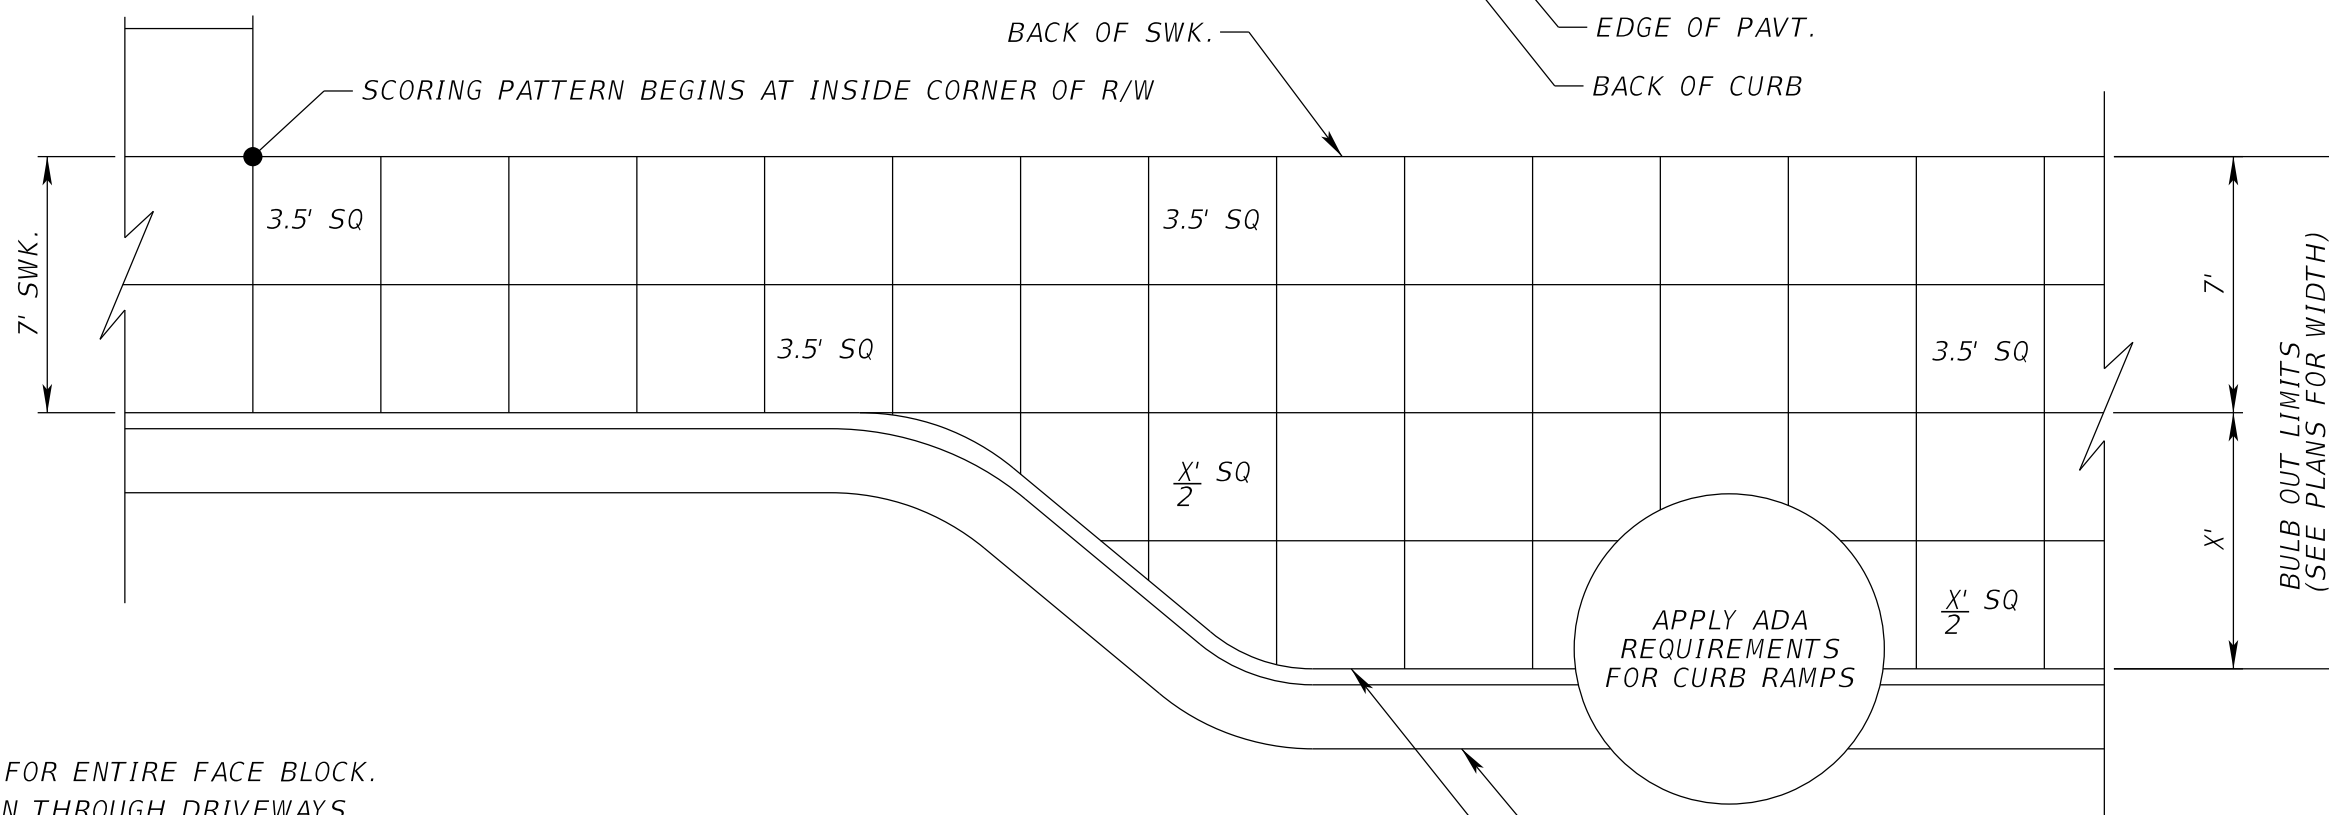 EDGE OF PAVT.
BACK OF SWK.
BACK OF CURB
SCORING PATTERN BEGINS AT INSIDE CORNER OF R/W
3.5' SQ
3.5' SQ
7' SWK.
7'
3.5' SQ
3.5' SQ
BULB OUT LIMITS
(SEE PLANS FOR WIDTH)
X'
2
SQ
X'
X'
2
SQ
APPLY ADA
REQUIREMENTS
FOR CURB RAMPS
FOR ENTIRE FACE BLOCK.
N THROUGH DRIVEWAYS